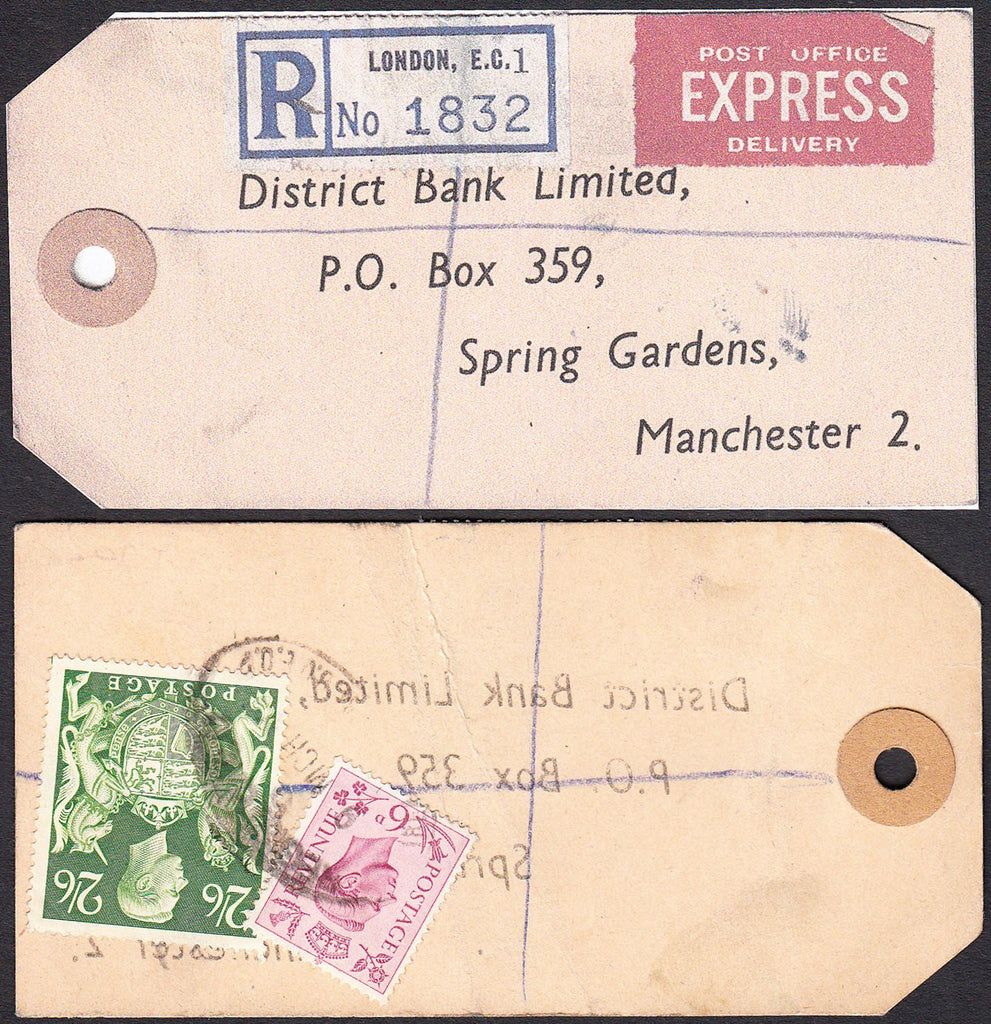 LONDON, E.C.1
R No 1832
POST OFFICE
EXPRESS
DELIVERY
District Bank Limited,
P.O. Box 359,
Spring Gardens,
Manchester 2.
District Bank Limited,
P.O. Box 359
POSTAGE
2/6 2/6
REVENUE
6D
POSTAGE